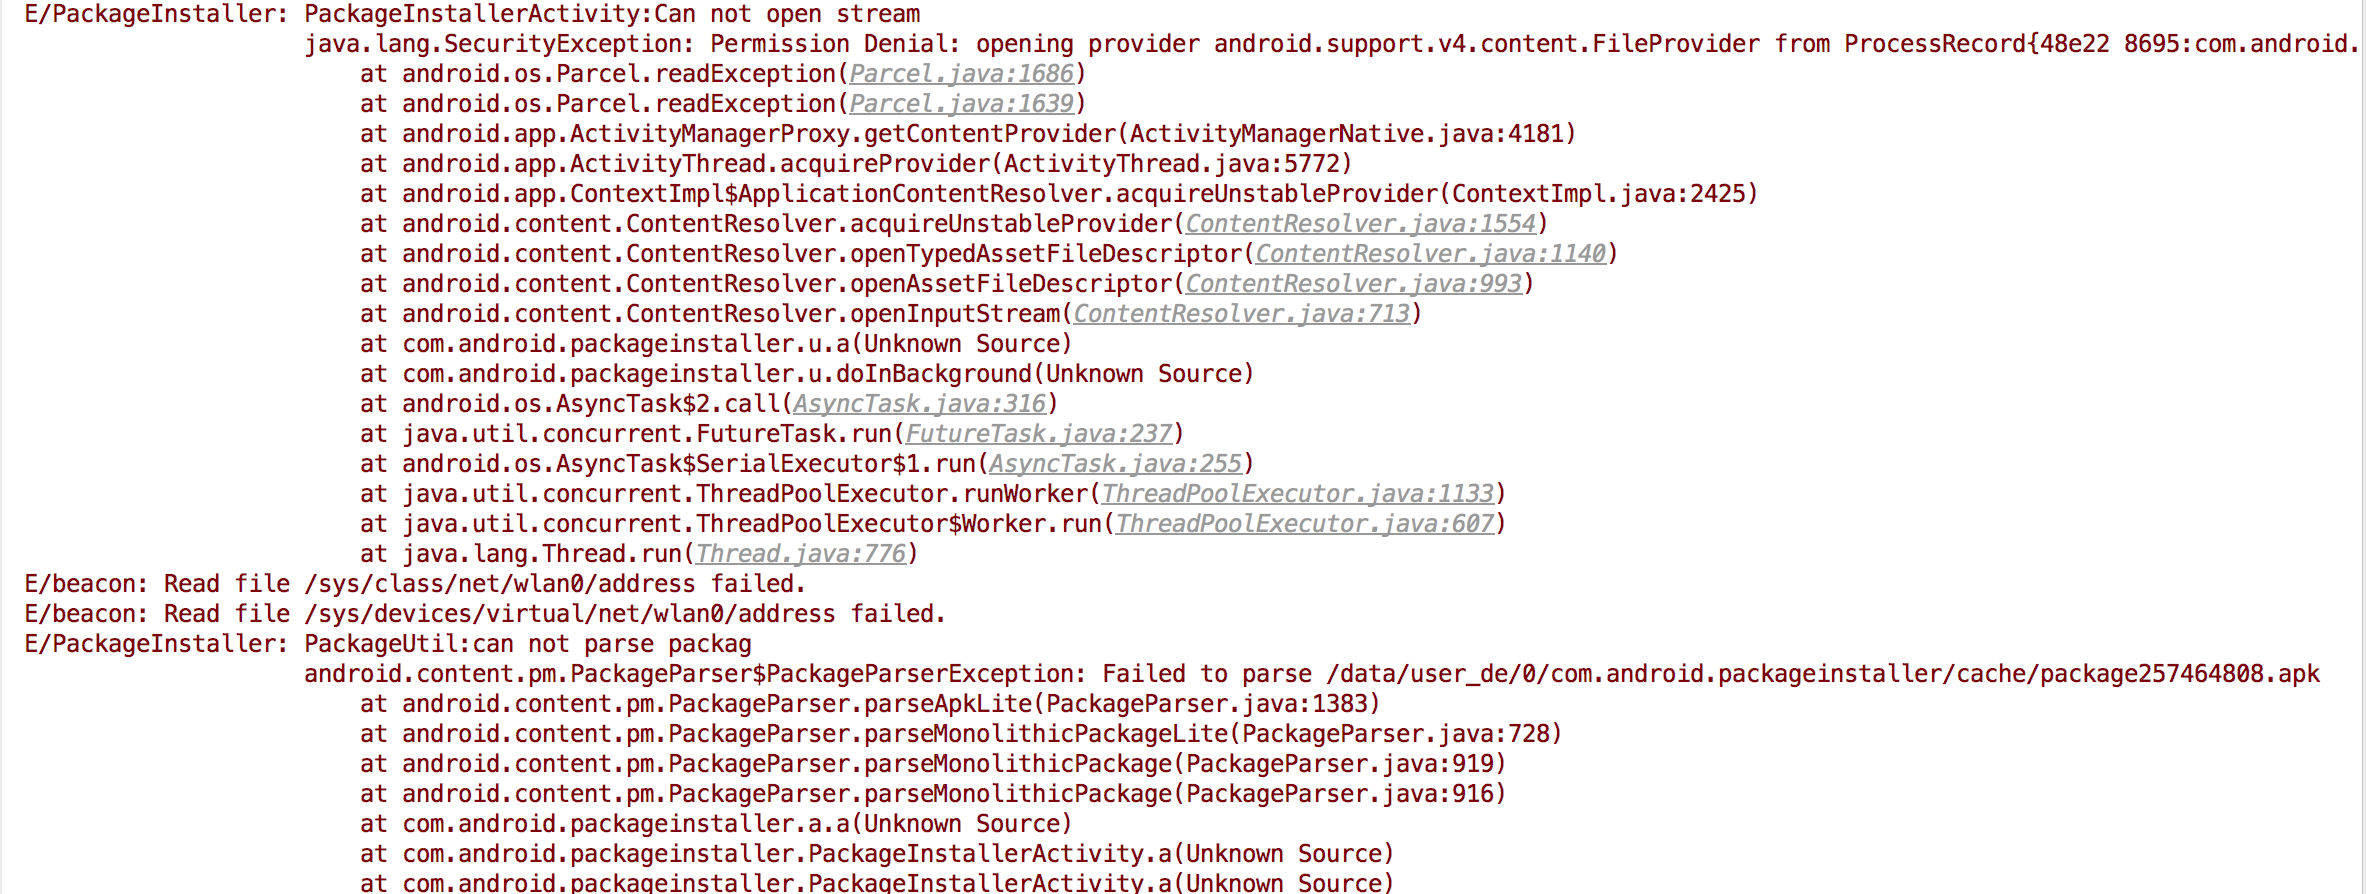 E/PackageInstaller: PackageInstallerActivity:Can not open stream
java.lang.SecurityException: Permission Denial: opening provider android.support.v4.content.FileProvider from ProcessRecord{48e22 8695:com.android.
at android.os.Parcel.readException(Parcel.java:1686)
at android.os.Parcel.readException(Parcel.java:1639)
at android.app.ActivityManagerProxy.getContentProvider(ActivityManagerNative.java:4181)
at android.app.ActivityThread.acquireProvider(ActivityThread.java:5772)
at android.app.ContextImpl$ApplicationContentResolver.acquireUnstableProvider(ContextImpl.java:2425)
at android.content.ContentResolver.acquireUnstableProvider(ContentResolver.java:1554)
at android.content.ContentResolver.openTypedAssetFileDescriptor(ContentResolver.java:1140)
at android.content.ContentResolver.openAssetFileDescriptor(ContentResolver.java:993)
at android.content.ContentResolver.openInputStream(ContentResolver.java:713)
at com.android.packageinstaller.u.a(Unknown Source)
at com.android.packageinstaller.u.doInBackground(Unknown Source)
at android.os.AsyncTask$2.call(AsyncTask.java:316)
at java.util.concurrent.FutureTask.run(FutureTask.java:237)
at android.os.AsyncTask$SerialExecutor$1.run(AsyncTask.java:255)
at java.util.concurrent.ThreadPoolExecutor.runWorker(ThreadPoolExecutor.java:1133)
at java.util.concurrent.ThreadPoolExecutor$Worker.run(ThreadPoolExecutor.java:607)
at java.lang.Thread.run(Thread.java:776)
E/beacon: Read file /sys/class/net/wlan0/address failed.
E/beacon: Read file /sys/devices/virtual/net/wlan0/address failed.
E/PackageInstaller: PackageUtil:can not parse packag
android.content.pm.PackageParser$PackageParserException: Failed to parse /data/user_de/0/com.android.packageinstaller/cache/package257464808.apk
at android.content.pm.PackageParser.parseApkLite(PackageParser.java:1383)
at android.content.pm.PackageParser.parseMonolithicPackageLite(PackageParser.java:728)
at android.content.pm.PackageParser.parseMonolithicPackage(PackageParser.java:919)
at android.content.pm.PackageParser.parseMonolithicPackage(PackageParser.java:916)
at com.android.packageinstaller.a.a(Unknown Source)
at com.android.packageinstaller.PackageInstallerActivity.a(Unknown Source)
at com.android.packageinstaller.PackageInstallerActivity.a(Unknown Source)